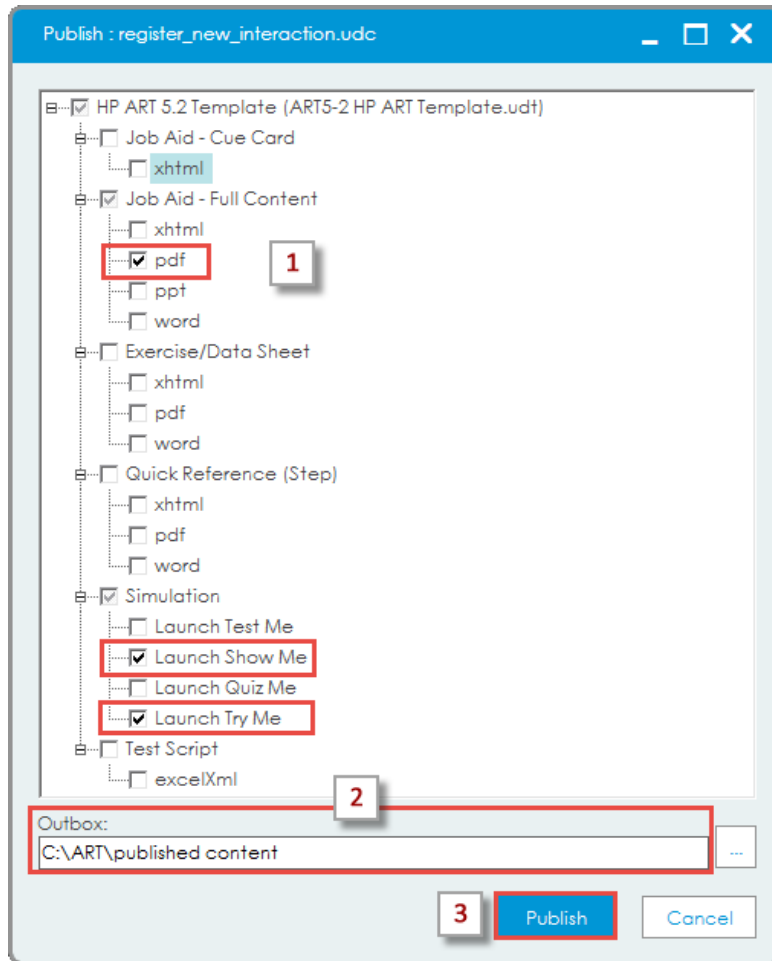 Publish : register_new_interaction.udc
HP ART 5.2 Template (ART5-2 HP ART Template.udt)
Job Aid - Cue Card
xhtml
Job Aid - Full Content
xhtml
pdf
1
ppt
word
Exercise/Data Sheet
xhtml
pdf
word
Quick Reference (Step)
xhtml
pdf
word
Simulation
Launch Test Me
Launch Show Me
Launch Quiz Me
Launch Try Me
Test Script
excelXml
2
Outbox:
C:\ART\published content
...
3
Publish
Cancel